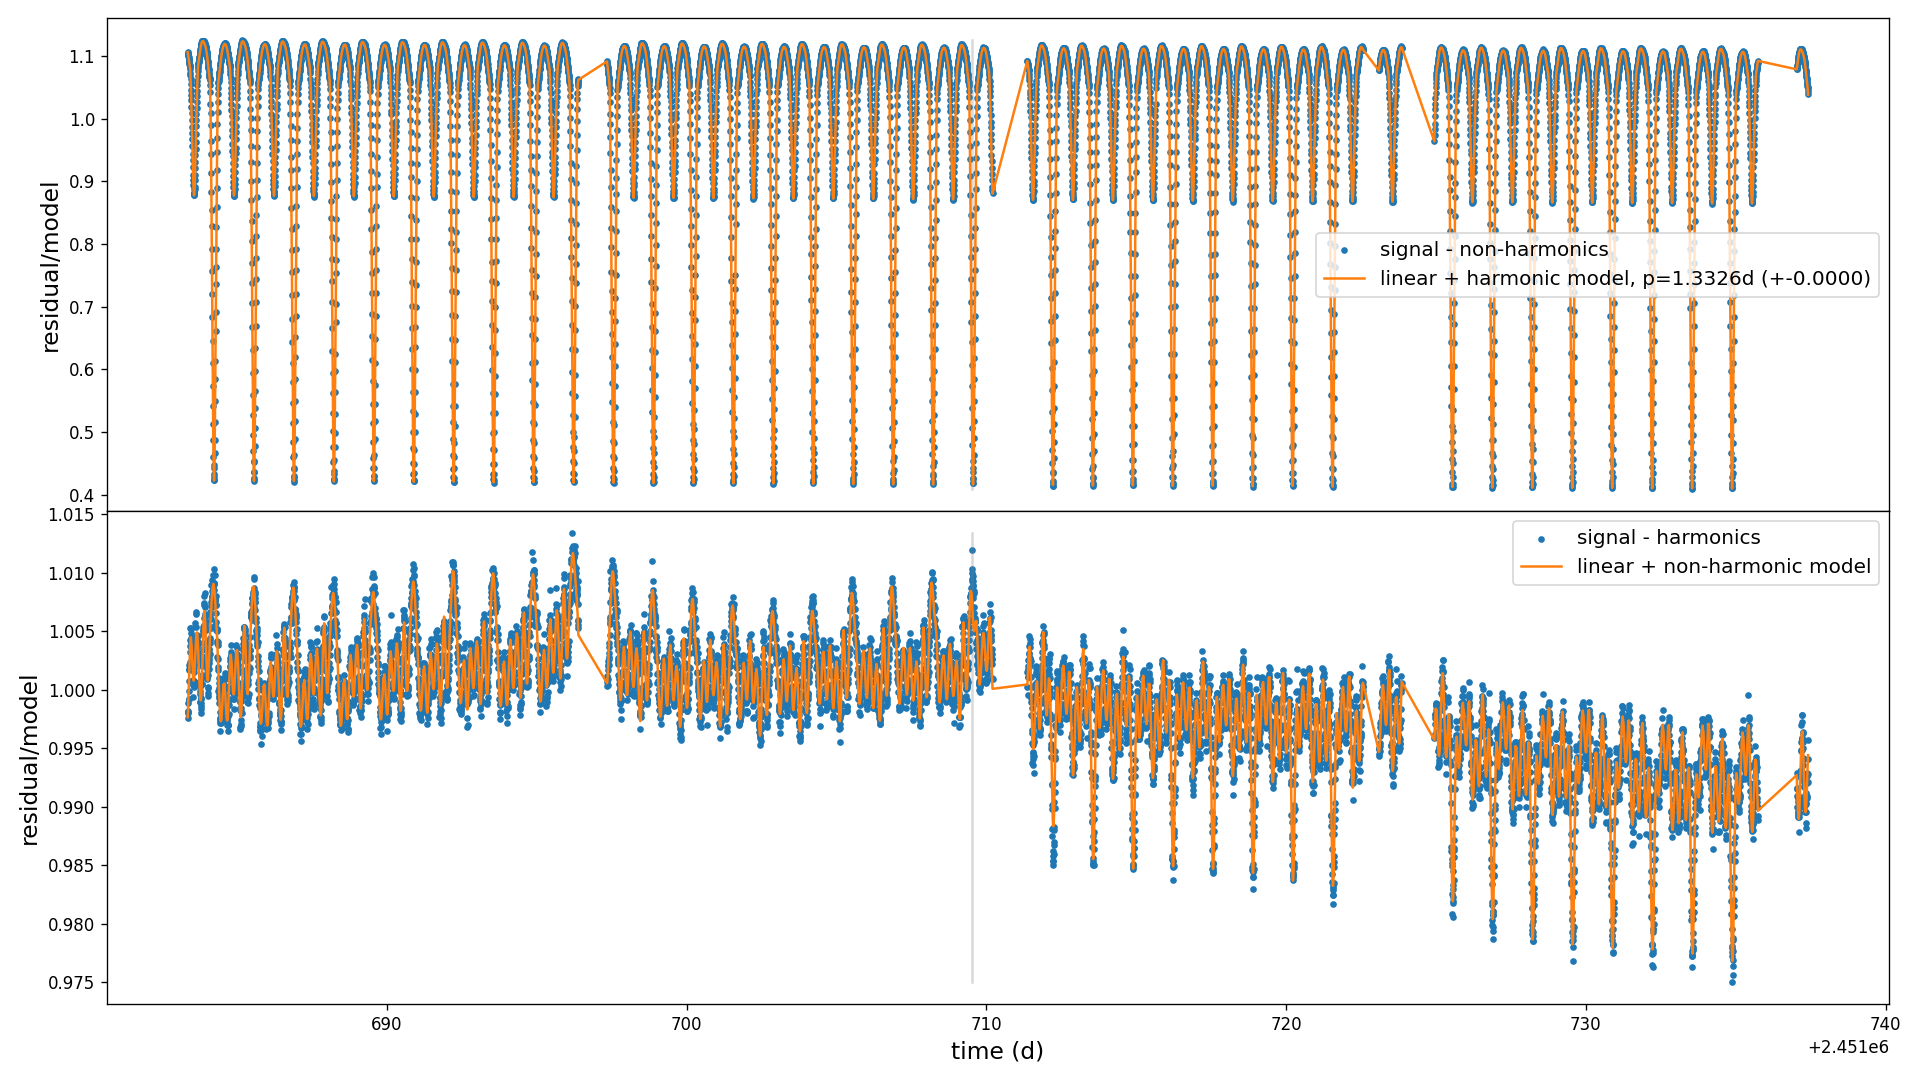 residual/model
1.1
1.0
0.9
0.8
0.7
0.6
0.5
0.4
signal - non-harmonics
linear + harmonic model, p=1.3326d (+-0.0000)
residual/model
1.015
1.010
1.005
1.000
0.995
0.990
0.985
0.980
0.975
signal - harmonics
linear + non-harmonic model
690 700 710 720 730 740
time (d)
+2.451e6